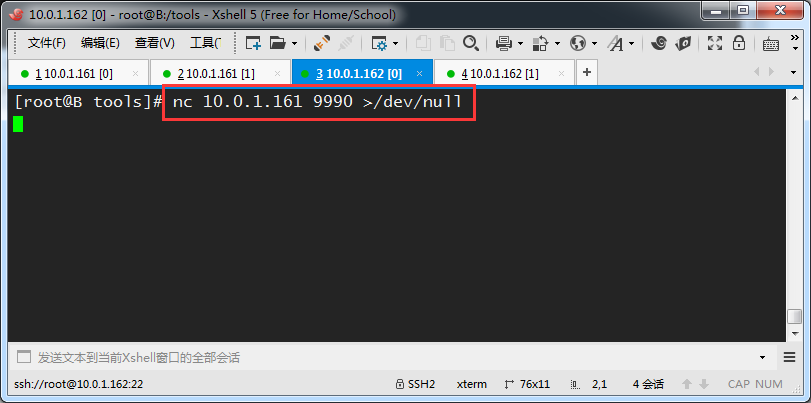 10.0.1.162 [0] - root@B:/tools - Xshell 5 (Free for Home/School)
文件(F) 编辑(E) 查看(V) 工具(
1 10.0.1.161 [0] × 2 10.0.1.161 [1] × 3 10.0.1.162 [0] × 4 10.0.1.162 [1] × +
[root@B tools]# nc 10.0.1.161 9990 >/dev/null
发送文本到当前Xshell窗口的全部会话
ssh://root@10.0.1.162:22 SSH2 xterm 76x11 2,1 4 会话 CAP NUM